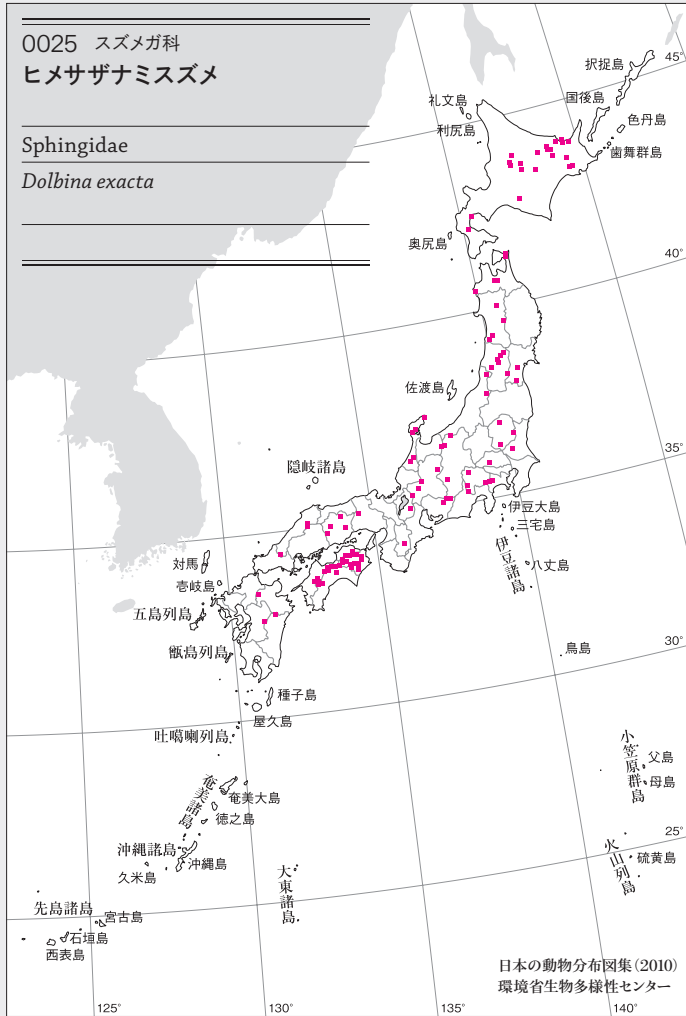 0025 スズメガ科
ヒメサザナミスズメ
Sphingidae
Dolbina exacta
45°
択捉島
国後島
礼文島
色丹島
利尻島
歯舞群島
奥尻島
40°
佐渡島
35°
隠岐諸島
伊豆大島
三宅島
伊豆諸島
八丈島
対馬
壱岐島
五島列島
甑島列島
鳥島
30°
種子島
屋久島
吐噶喇列島
小笠原群島
父島
母島
奄美諸島
奄美大島
徳之島
25°
沖縄諸島
沖縄島
久米島
火山列島
硫黄島
大東諸島
先島諸島
宮古島
石垣島
西表島
日本の動物分布図集(2010)
環境省生物多様性センター
125°
130°
135°
140°